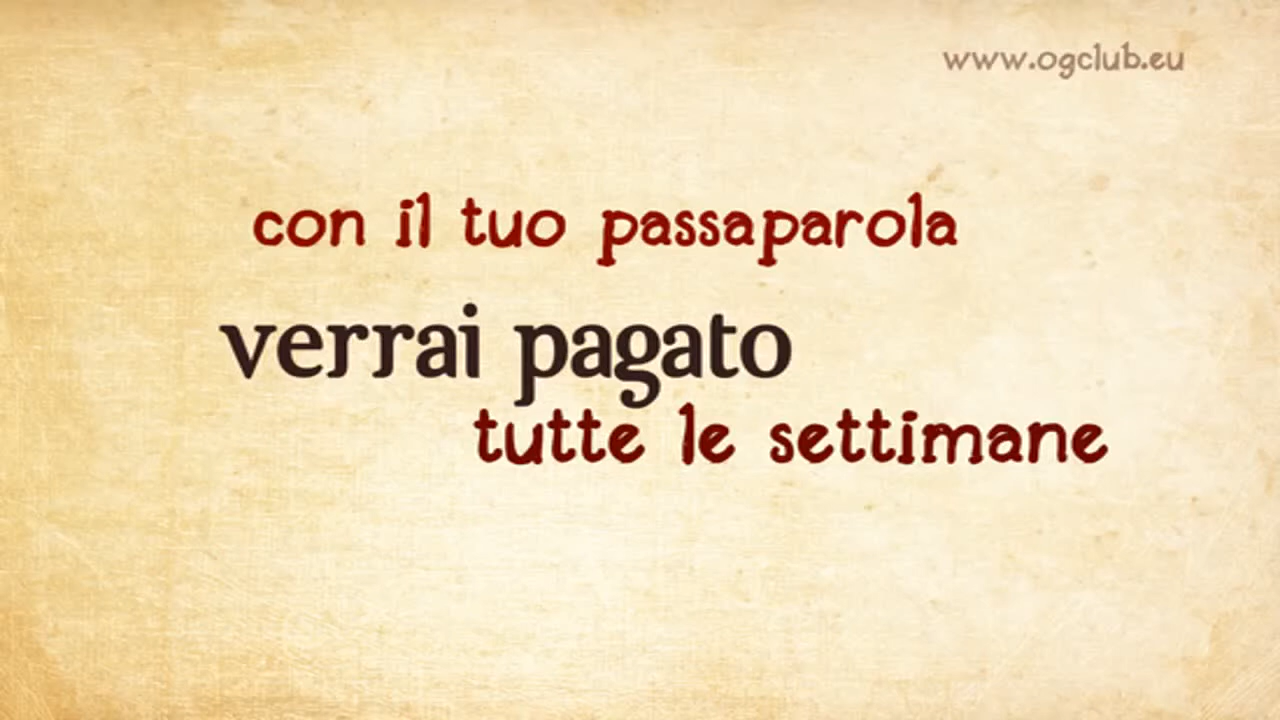 www.ogclub.eu
con il tuo passaparola
verrai pagato
tutte le settimane